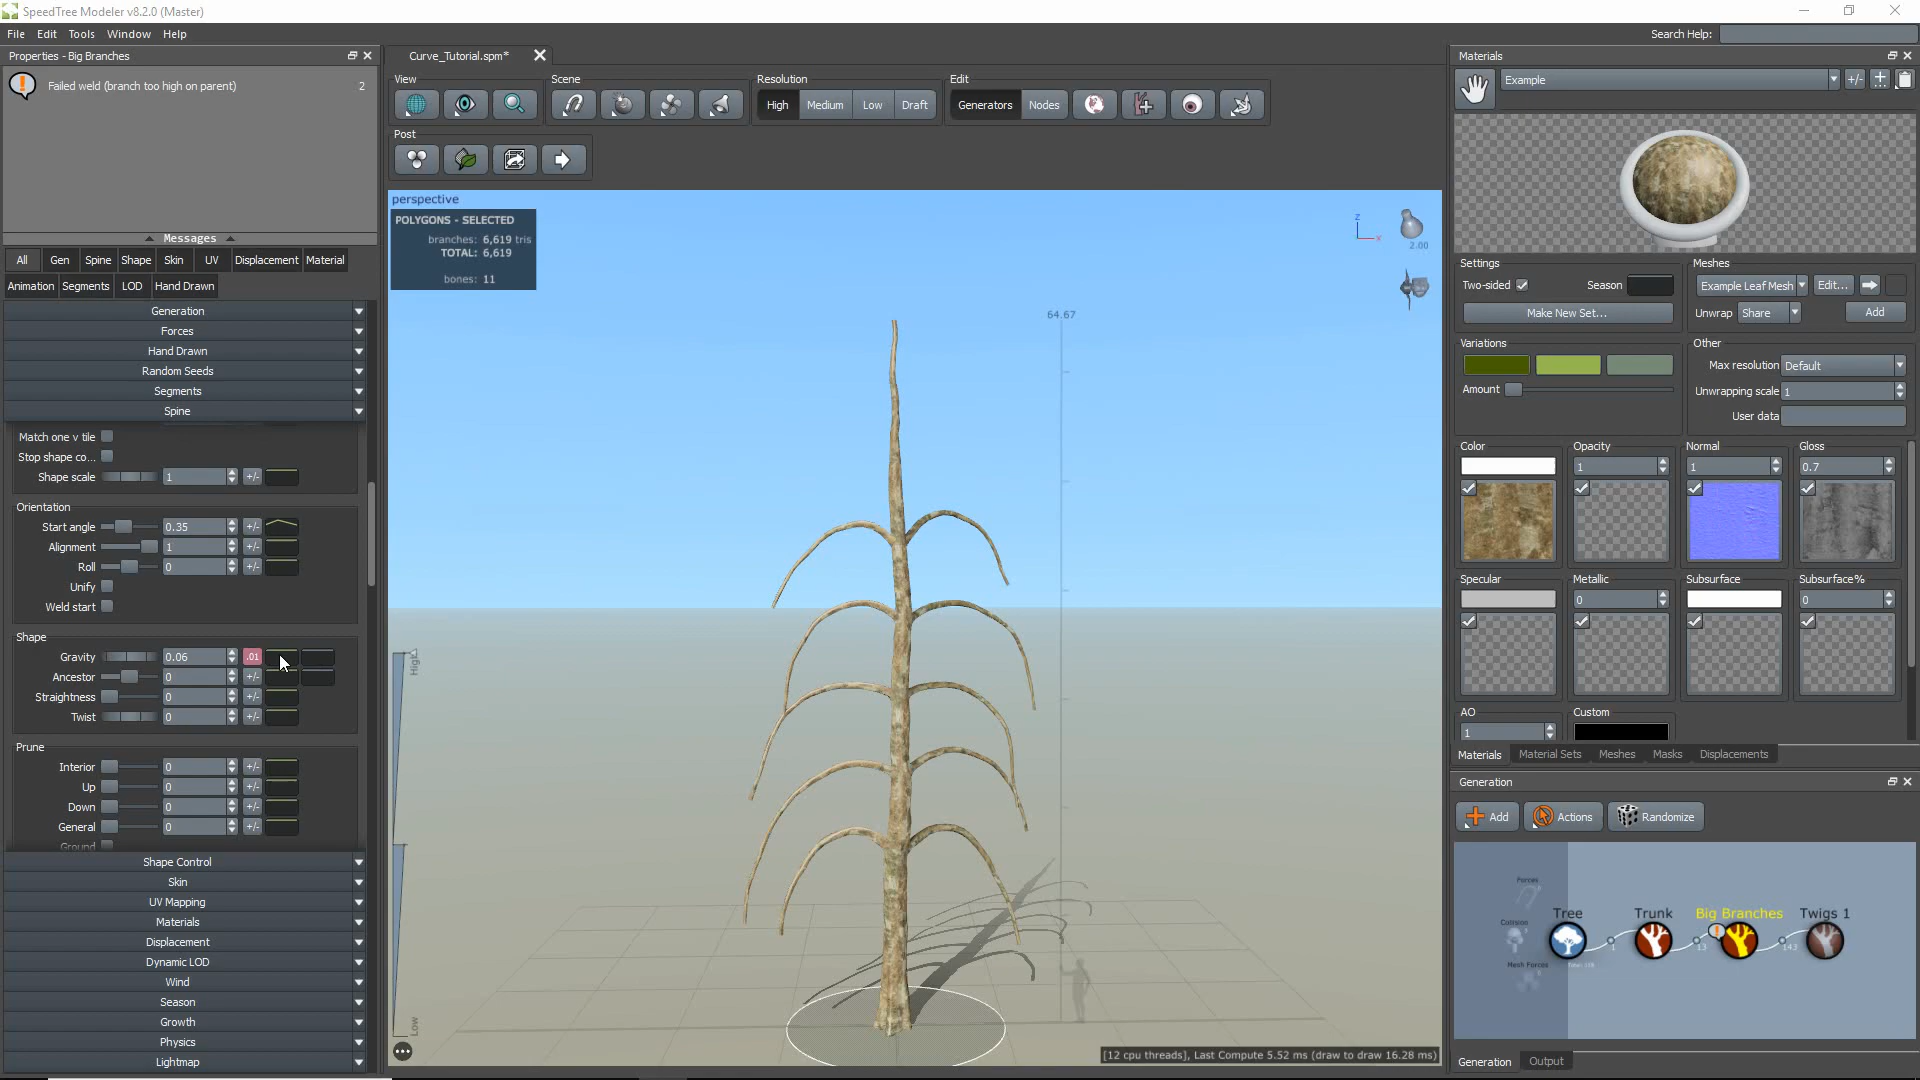 SpeedTree Modeler v8.2.0 (Master)
File Edit Tools Window Help
Search Help:
Properties - Big Branches
Failed weld (branch too high on parent) 2
Messages
All Gen Spine Shape Skin UV Displacement Material
Animation Segments LOD Hand Drawn
Generation
Forces
Hand Drawn
Random Seeds
Segments
Spine
Match one v tile
Stop shape co...
Shape scale 1 +/-
Orientation
Start angle 0.35 +/-
Alignment 1 +/-
Roll 0 +/-
Unify
Weld start
Shape
Gravity 0.06 .01
Ancestor 0 +/-
Straightness 0 +/-
Twist 0 +/-
Prune
Interior 0 +/-
Up 0 +/-
Down 0 +/-
General 0 +/-
Ground
Shape Control
Skin
UV Mapping
Materials
Displacement
Dynamic LOD
Wind
Season
Growth
Physics
Lightmap
Curve_Tutorial.spm*
View Scene Resolution Edit
High Medium Low Draft Generators Nodes
Post
perspective
POLYGONS - SELECTED
branches: 6,619 tris
TOTAL: 6,619
bones: 11
z
x
2.00
64.67
High
Low
[12 cpu threads], Last Compute 5.52 ms (draw to draw 16.28 ms)
Materials
Example +/-
Settings Meshes
Two-sided Season Example Leaf Mesh Edit...
Make New Set... Unwrap Share Add
Variations Other
Max resolution Default
Amount Unwrapping scale 1
User data
Color Opacity Normal Gloss
1 1 0.7
Specular Metallic Subsurface Subsurface%
0 0
AO Custom
1
Materials Material Sets Meshes Masks Displacements
Generation
Add Actions Randomize
Forces
Collision
Mesh Forces
Tree Trunk Big Branches Twigs 1
1 13 143
Generation Output